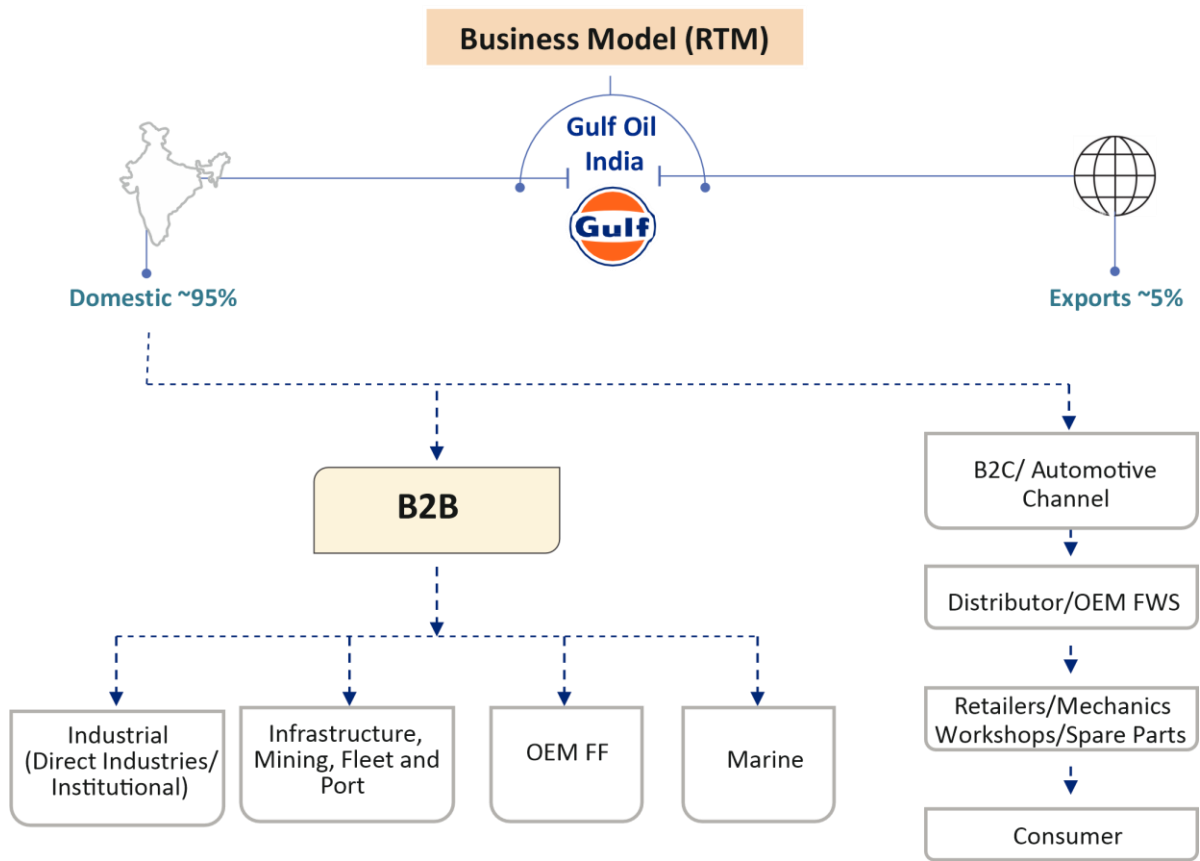 Business Model (RTM)
Gulf Oil
India
Gulf
Domestic ~95%
Exports ~5%
B2B
B2C/ Automotive
Channel
Distributor/OEM FWS
Retailers/Mechanics
Workshops/Spare Parts
Consumer
Industrial
(Direct Industries/
Institutional)
Infrastructure,
Mining, Fleet and
Port
OEM FF
Marine